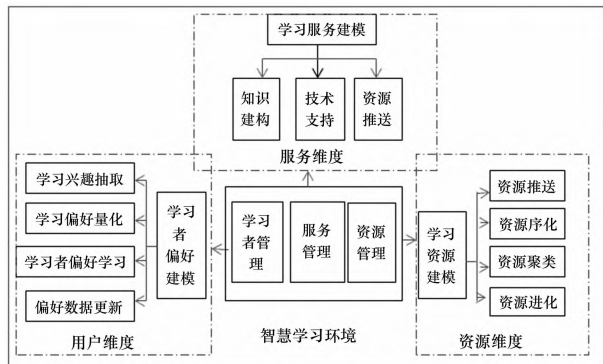 学习服务建模
知识
建构
技术
支持
资源
推送
服务维度
学习兴趣抽取
学习偏好量化
学习者偏好学习
偏好数据更新
学习
者
偏好
建模
用户维度
学习
者管
理
服务
管理
资源
管理
智慧学习环境
学习
资源
建模
资源推送
资源序化
资源聚类
资源进化
资源维度